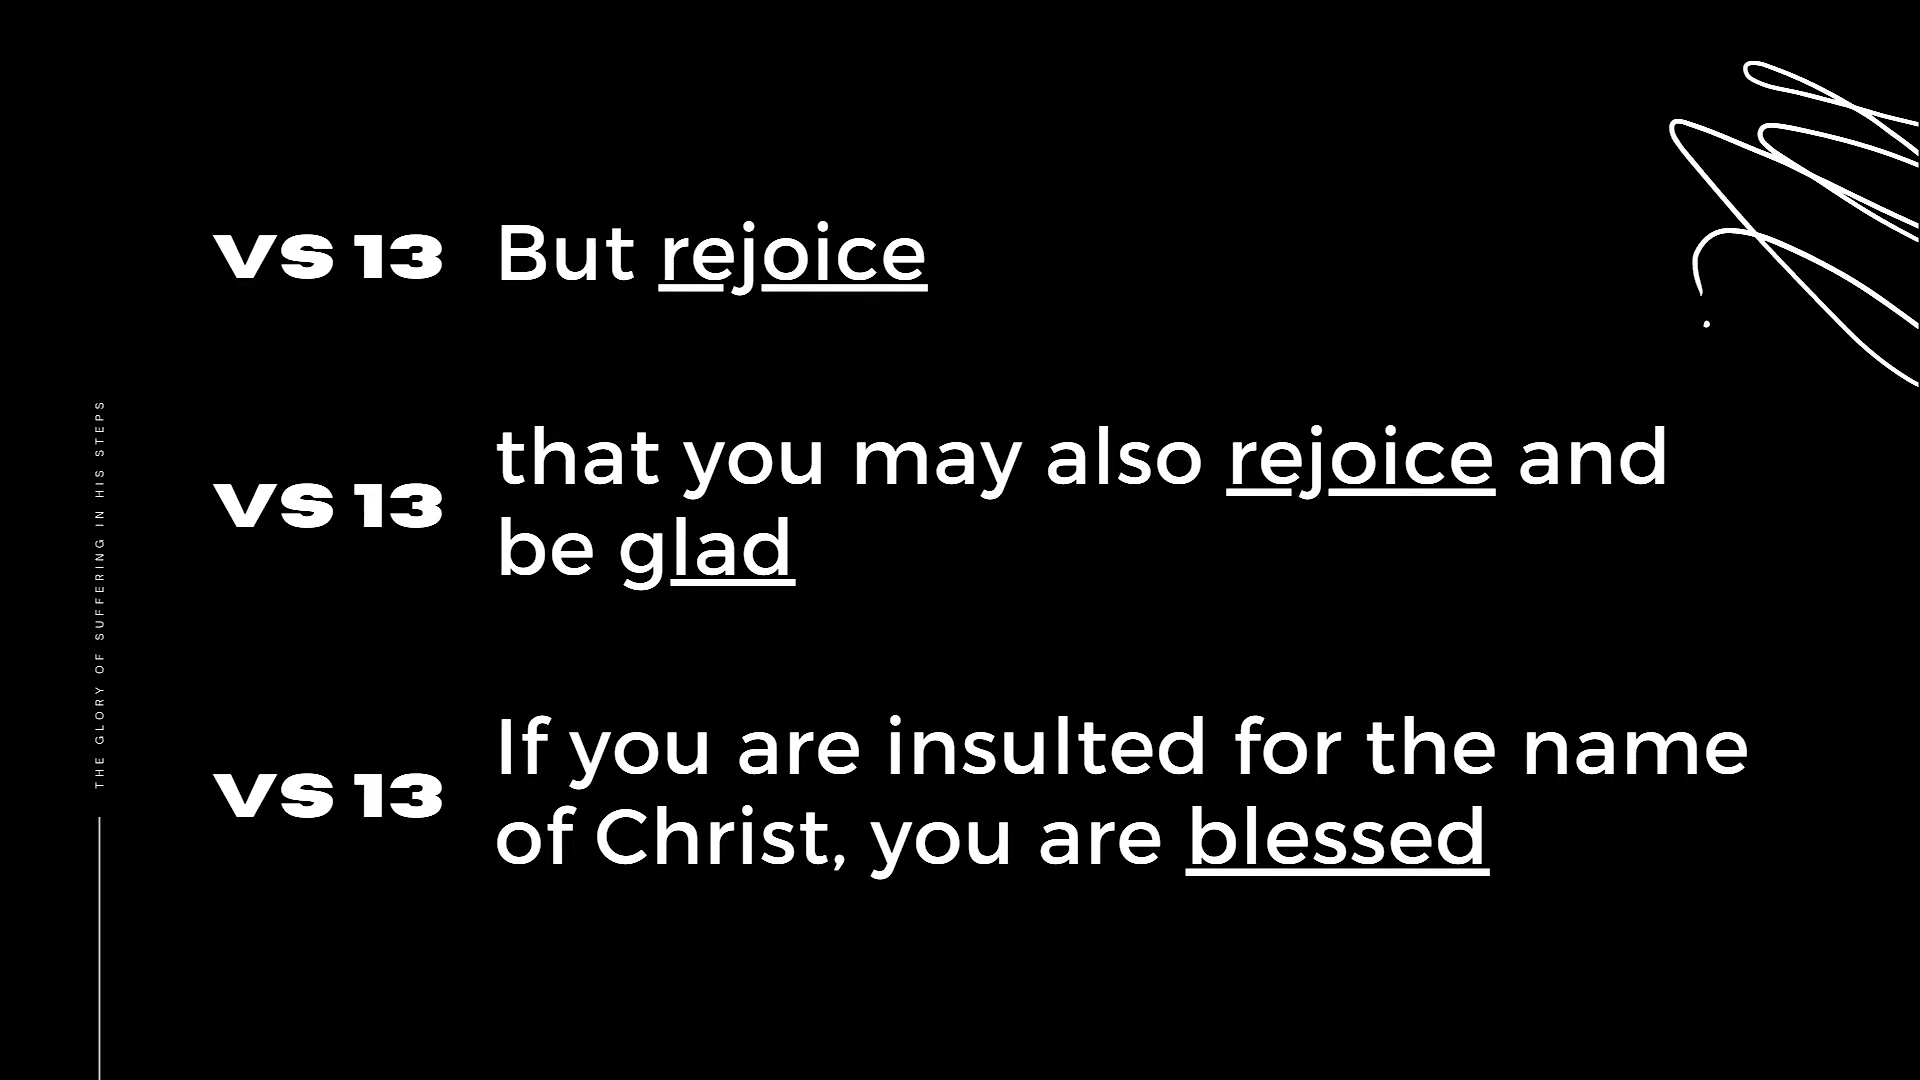 VS 13 But rejoice
VS 13 that you may also rejoice and
be glad
VS 13 If you are insulted for the name
of Christ, you are blessed
THE GLORY OF SUFFERING IN HIS STEPS